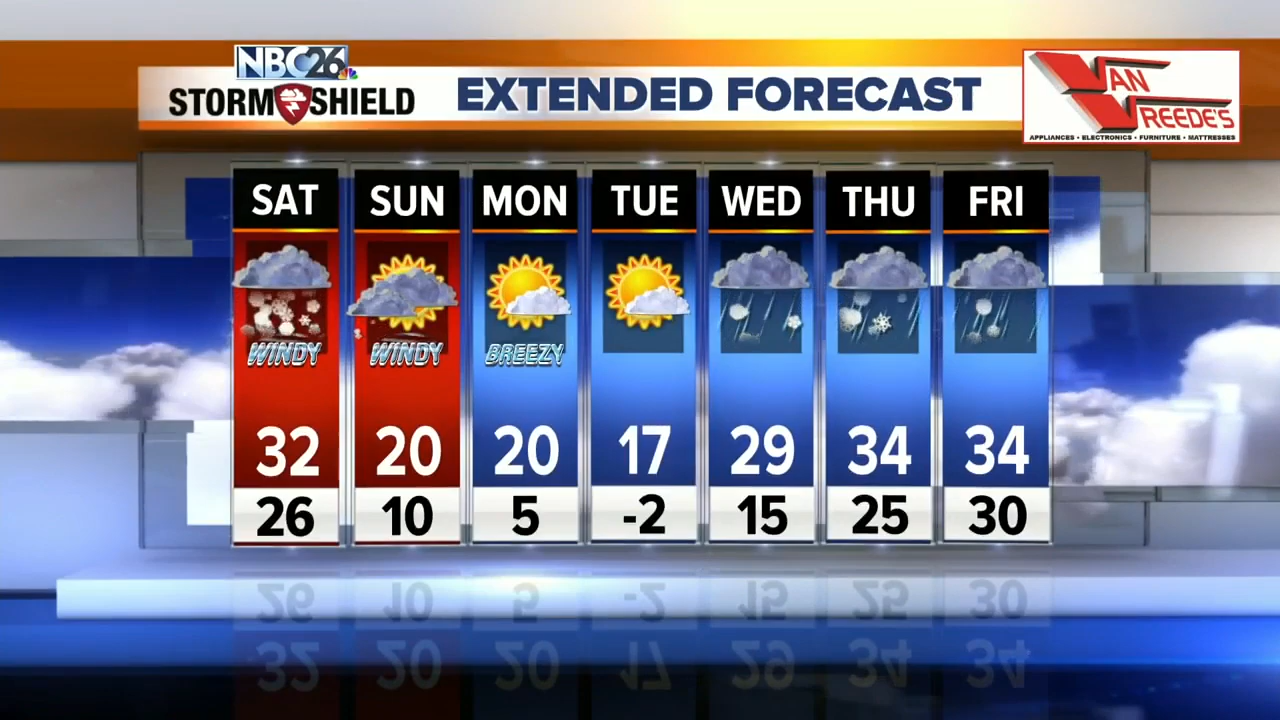 NBC26
STORM SHIELD
EXTENDED FORECAST
VAN VREEDE'S
APPLIANCES • ELECTRONICS • FURNITURE • MATTRESSES
SAT SUN MON TUE WED THU FRI
WINDY WINDY BREEZY
32 20 20 17 29 34 34
26 10 5 -2 15 25 30